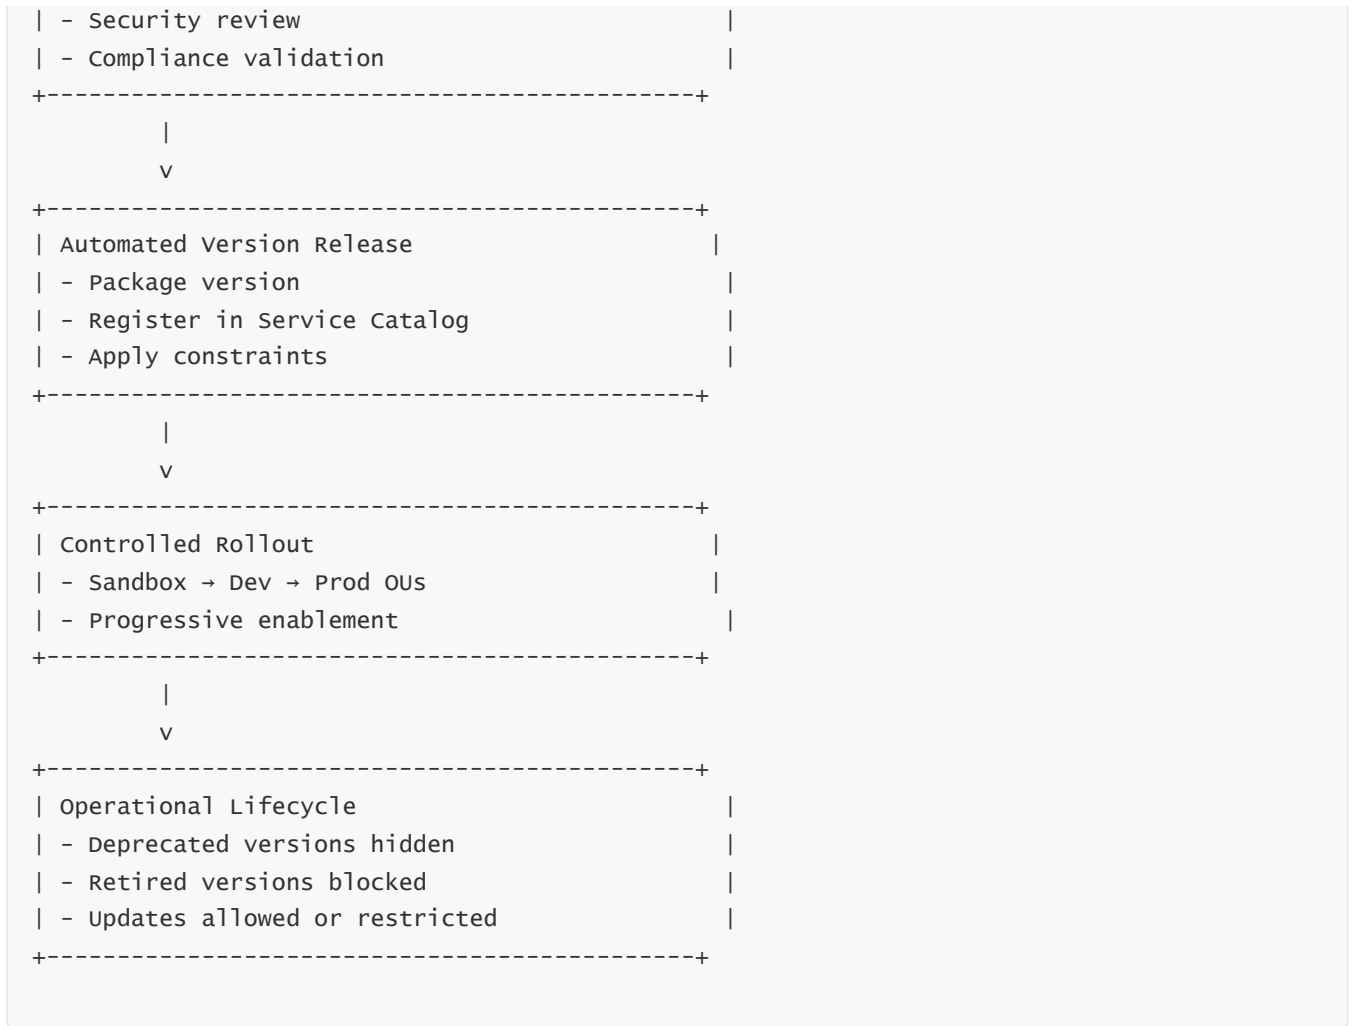 | - Security review                              |
| - Compliance validation                        |
+----------------------------------------------+
         |
         v
+----------------------------------------------+
| Automated Version Release                     |
| - Package version                              |
| - Register in Service Catalog                  |
| - Apply constraints                            |
+----------------------------------------------+
         |
         v
+----------------------------------------------+
| Controlled Rollout                            |
| - Sandbox → Dev → Prod OUs                    |
| - Progressive enablement                       |
+----------------------------------------------+
         |
         v
+----------------------------------------------+
| Operational Lifecycle                          |
| - Deprecated versions hidden                   |
| - Retired versions blocked                     |
| - Updates allowed or restricted                |
+----------------------------------------------+